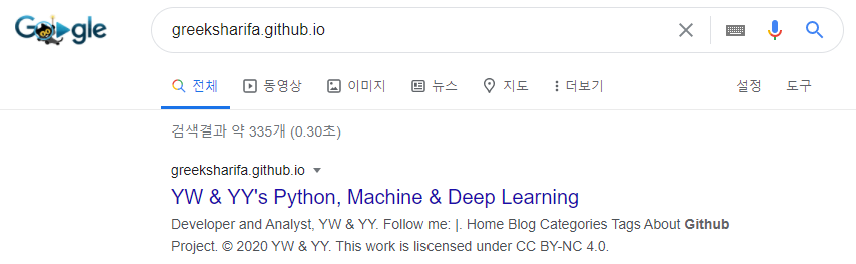 Google
greeksharifa.github.io
전체 동영상 이미지 뉴스 지도 더보기 설정 도구
검색결과 약 335개 (0.30초)
greeksharifa.github.io
YW & YY's Python, Machine & Deep Learning
Developer and Analyst, YW & YY. Follow me: |. Home Blog Categories Tags About Github
Project. © 2020 YW & YY. This work is liscensed under CC BY-NC 4.0.